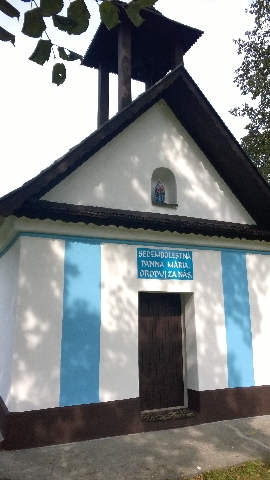 SEDEMBOLESTNÁ
PANNA MÁRIA,
ORODUJ ZA NÁS.